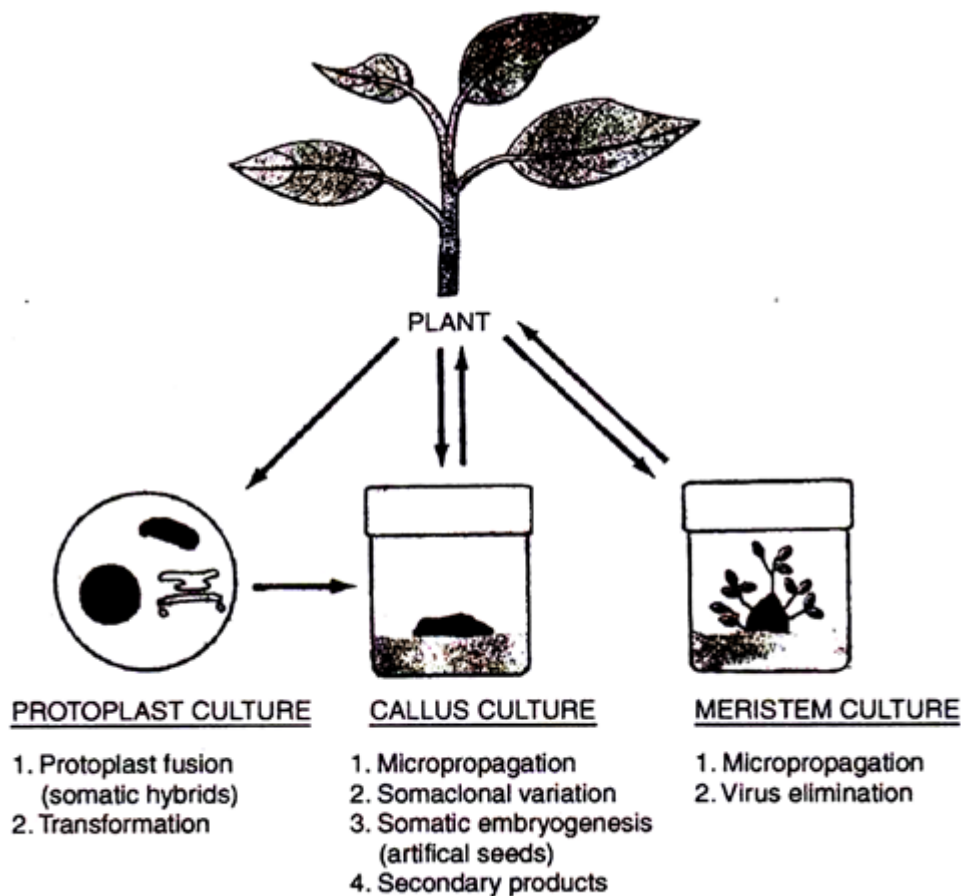 PLANT
PROTOPLAST CULTURE
1. Protoplast fusion
(somatic hybrids)
2. Transformation
CALLUS CULTURE
1. Micropropagation
2. Somaclonal variation
3. Somatic embryogenesis
(artifical seeds)
4. Secondary products
MERISTEM CULTURE
1. Micropropagation
2. Virus elimination